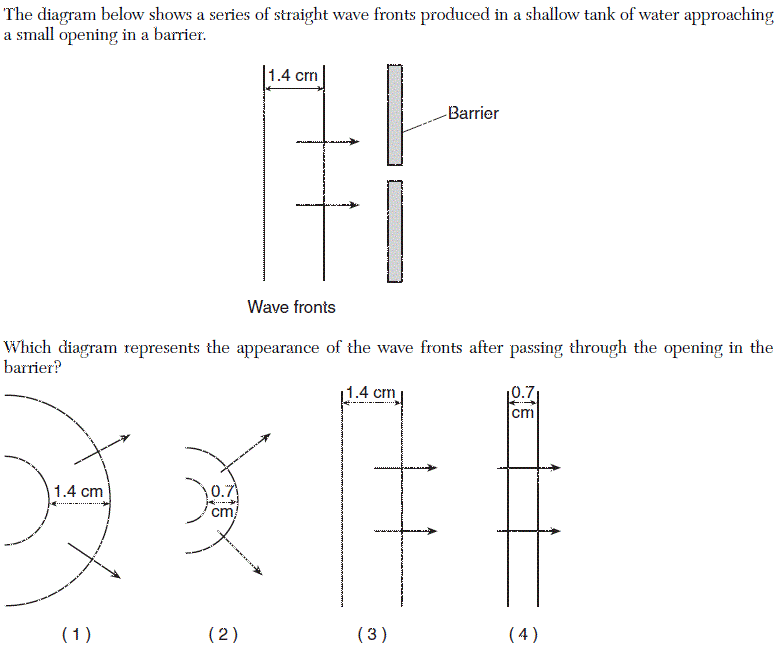 The diagram below shows a series of straight wave fronts produced in a shallow tank of water approaching
a small opening in a barrier.
1.4 cm
Barrier
Wave fronts
Which diagram represents the appearance of the wave fronts after passing through the opening in the
barrier?
1.4 cm
0.7
cm
1.4 cm
0.7
cm
(1)
(2)
(3)
(4)